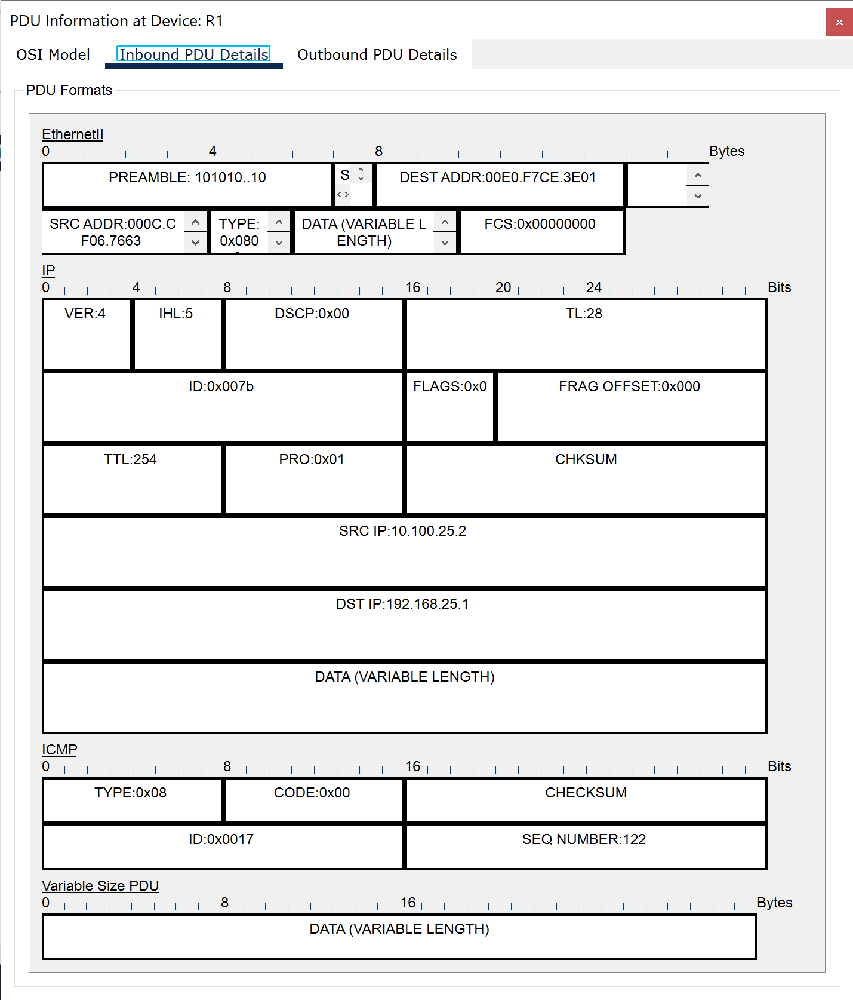 PDU Information at Device: R1
OSI Model Inbound PDU Details Outbound PDU Details
PDU Formats
EthernetII
0 4 8 Bytes
PREAMBLE: 101010..10 S DEST ADDR:00E0.F7CE.3E01
SRC ADDR:000C.C
F06.7663
TYPE:
0x080
DATA (VARIABLE L
ENGTH)
FCS:0x00000000
IP
0 4 8 16 20 24 Bits
VER:4 IHL:5 DSCP:0x00 TL:28
ID:0x007b FLAGS:0x0 FRAG OFFSET:0x000
TTL:254 PRO:0x01 CHKSUM
SRC IP:10.100.25.2
DST IP:192.168.25.1
DATA (VARIABLE LENGTH)
ICMP
0 8 16 Bits
TYPE:0x08 CODE:0x00 CHECKSUM
ID:0x0017 SEQ NUMBER:122
Variable Size PDU
0 8 16 Bytes
DATA (VARIABLE LENGTH)